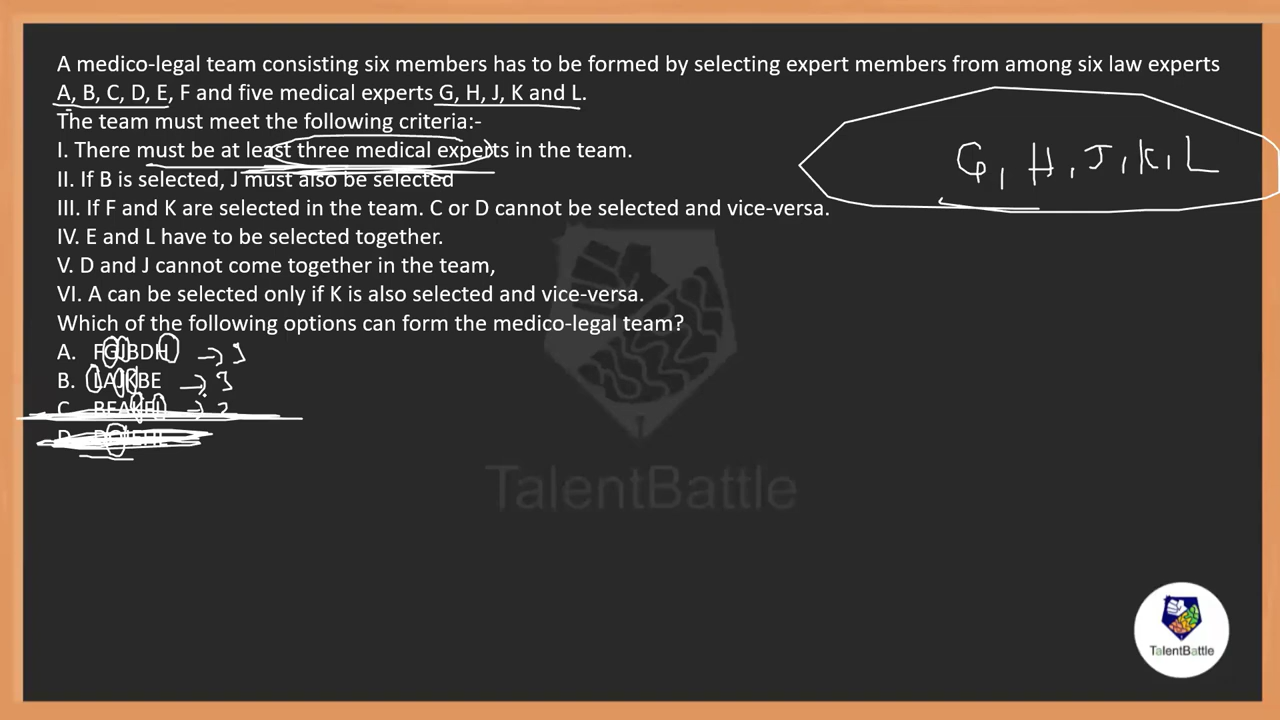 A medico-legal team consisting six members has to be formed by selecting expert members from among six law experts
A, B, C, D, E, F and five medical experts G, H, J, K and L.
The team must meet the following criteria:-
I. There must be at least three medical experts in the team.
G, H, J, K, L
II. If B is selected, J must also be selected
III. If F and K are selected in the team. C or D cannot be selected and vice-versa.
IV. E and L have to be selected together.
V. D and J cannot come together in the team,
VI. A can be selected only if K is also selected and vice-versa.
Which of the following options can form the medico-legal team?
A. FGJBDH → 3
B. LAJKBE → 3
C.
D.
TalentBattle
TalentBattle